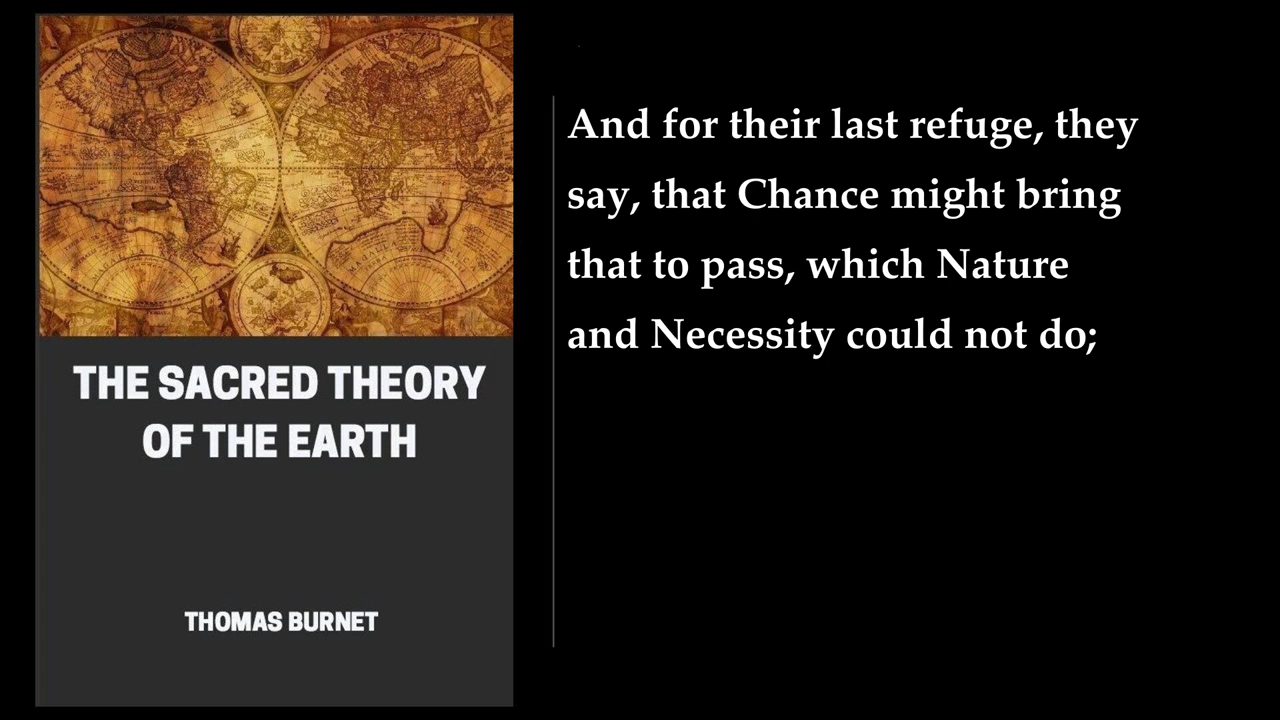 THE SACRED THEORY
OF THE EARTH
THOMAS BURNET
And for their last refuge, they
say, that Chance might bring
that to pass, which Nature
and Necessity could not do;